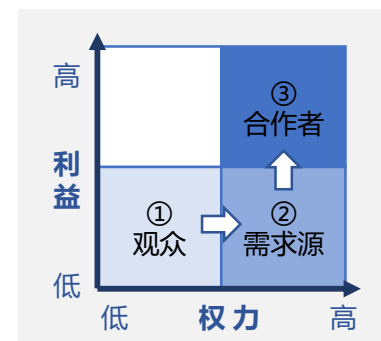 高
③
合作者
利
益
①
观众
②
需求源
低
低
权力
高